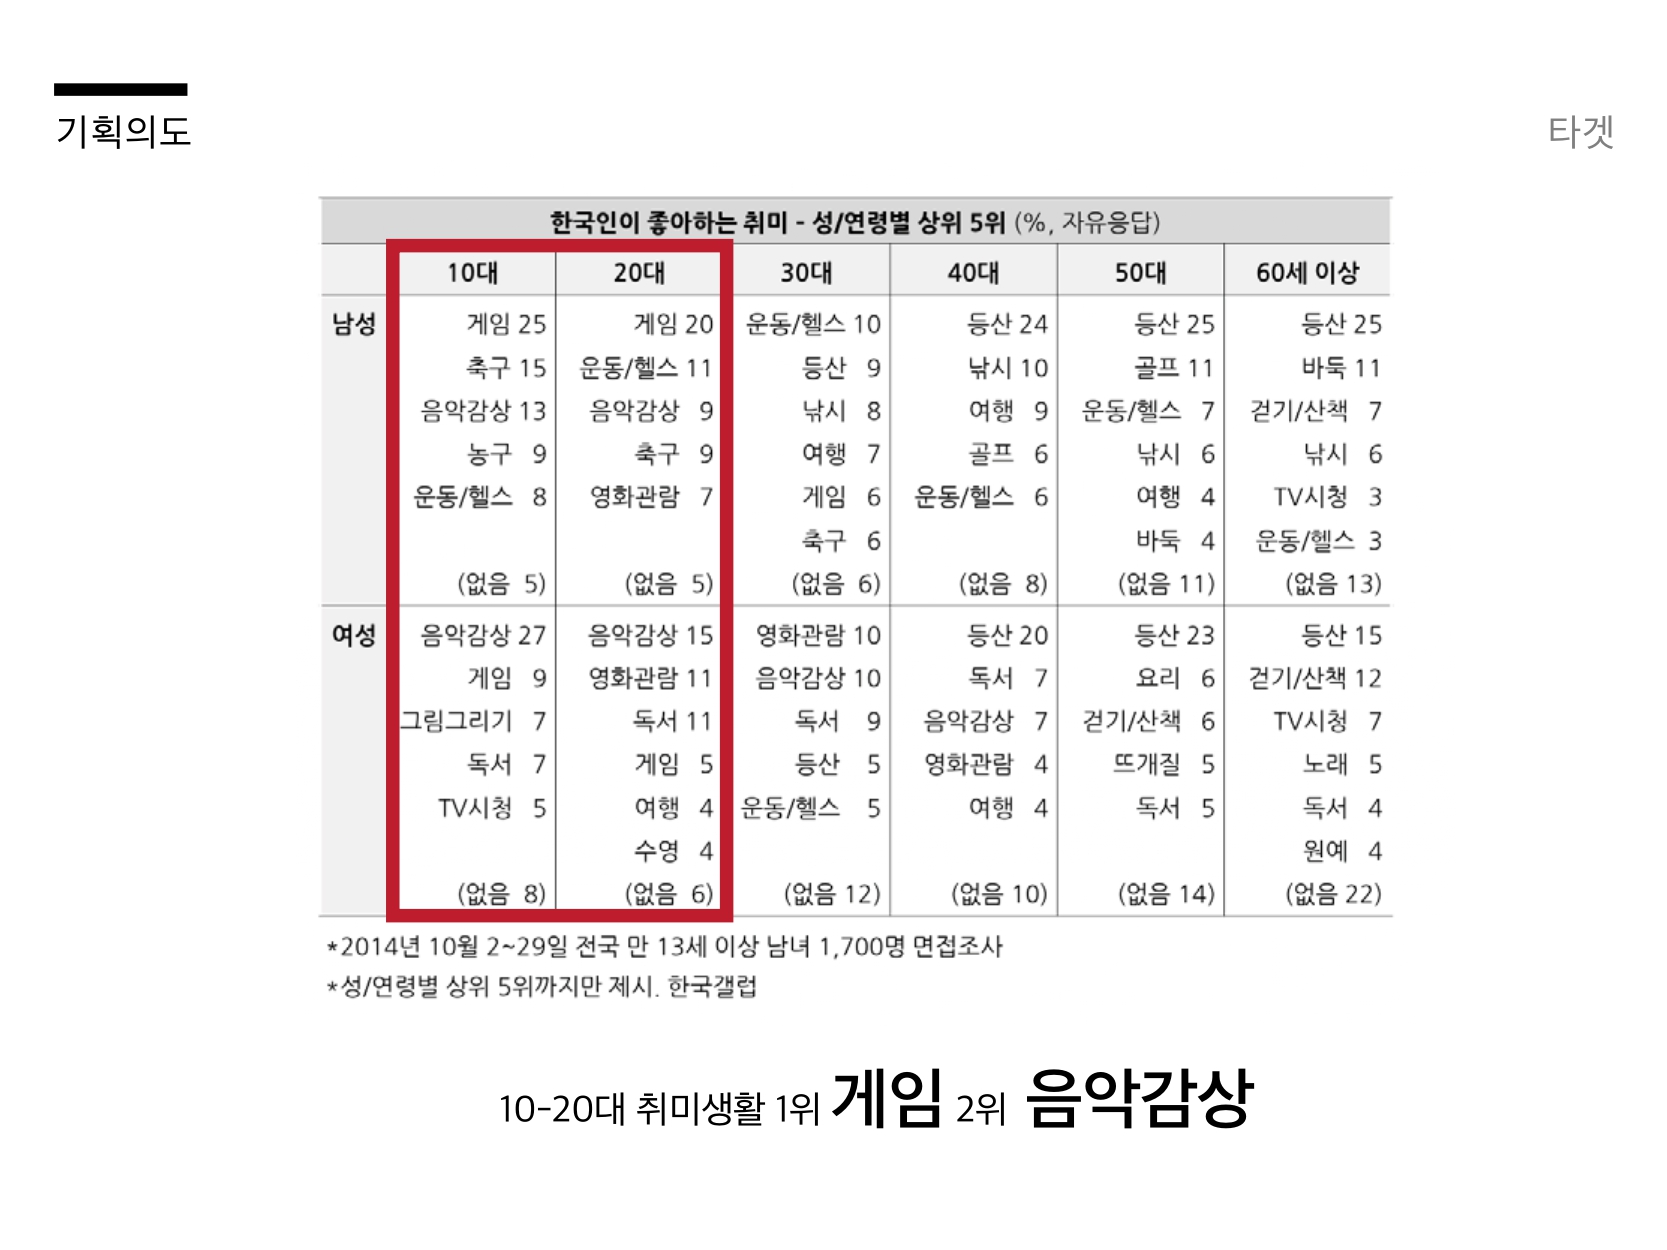 기획의도
타겟
한국인이 좋아하는 취미 - 성/연령별 상위 5위 (%, 자유응답)
10대 20대 30대 40대 50대 60세 이상
남성 게임 25 게임 20 운동/헬스 10 등산 24 등산 25 등산 25
축구 15 운동/헬스 11 등산 9 낚시 10 골프 11 바둑 11
음악감상 13 음악감상 9 낚시 8 여행 9 운동/헬스 7 걷기/산책 7
농구 9 축구 9 여행 7 골프 6 낚시 6 낚시 6
운동/헬스 8 영화관람 7 게임 6 운동/헬스 6 여행 4 TV시청 3
축구 6 바둑 4 운동/헬스 3
(없음 5) (없음 5) (없음 6) (없음 8) (없음 11) (없음 13)
여성 음악감상 27 음악감상 15 영화관람 10 등산 20 등산 23 등산 15
게임 9 영화관람 11 음악감상 10 독서 7 요리 6 걷기/산책 12
그림그리기 7 독서 11 독서 9 음악감상 7 걷기/산책 6 TV시청 7
독서 7 게임 5 등산 5 영화관람 4 뜨개질 5 노래 5
TV시청 5 여행 4 운동/헬스 5 여행 4 독서 5 독서 4
수영 4 원예 4
(없음 8) (없음 6) (없음 12) (없음 10) (없음 14) (없음 22)
*2014년 10월 2~29일 전국 만 13세 이상 남녀 1,700명 면접조사
*성/연령별 상위 5위까지만 제시. 한국갤럽
10-20대 취미생활 1위 게임 2위 음악감상